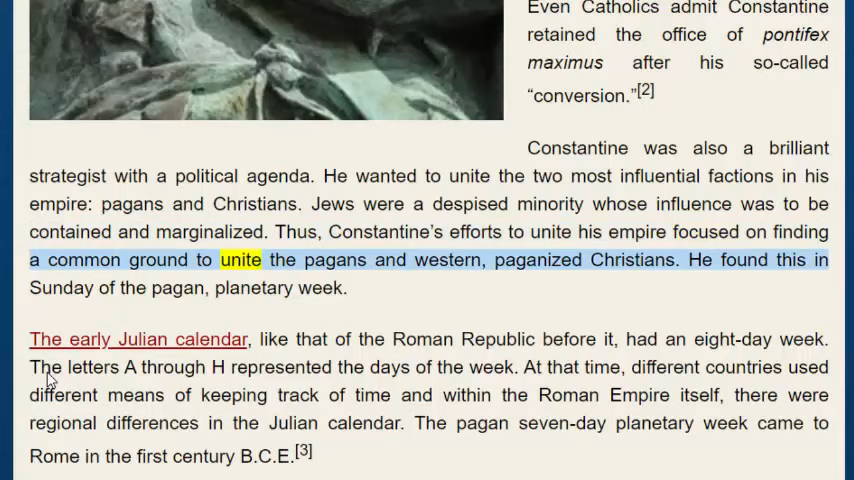 Even Catholics admit Constantine
retained the office of pontifex
maximus after his so-called
“conversion.”[2]
Constantine was also a brilliant
strategist with a political agenda. He wanted to unite the two most influential factions in his
empire: pagans and Christians. Jews were a despised minority whose influence was to be
contained and marginalized. Thus, Constantine’s efforts to unite his empire focused on finding
a common ground to unite the pagans and western, paganized Christians. He found this in
Sunday of the pagan, planetary week.
The early Julian calendar, like that of the Roman Republic before it, had an eight-day week.
The letters A through H represented the days of the week. At that time, different countries used
different means of keeping track of time and within the Roman Empire itself, there were
regional differences in the Julian calendar. The pagan seven-day planetary week came to
Rome in the first century B.C.E.[3]